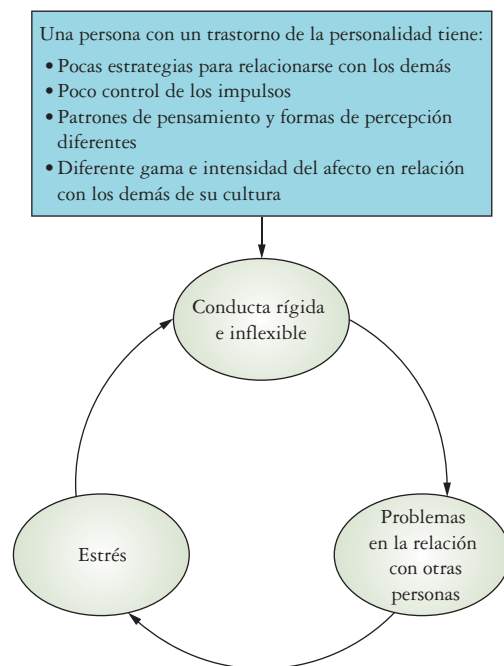 Una persona con un trastorno de la personalidad tiene:
• Pocas estrategias para relacionarse con los demás
• Poco control de los impulsos
• Patrones de pensamiento y formas de percepción
diferentes
• Diferente gama e intensidad del afecto en relación
con los demás de su cultura
Conducta rígida
e inflexible
Problemas
en la relación
con otras
personas
Estrés